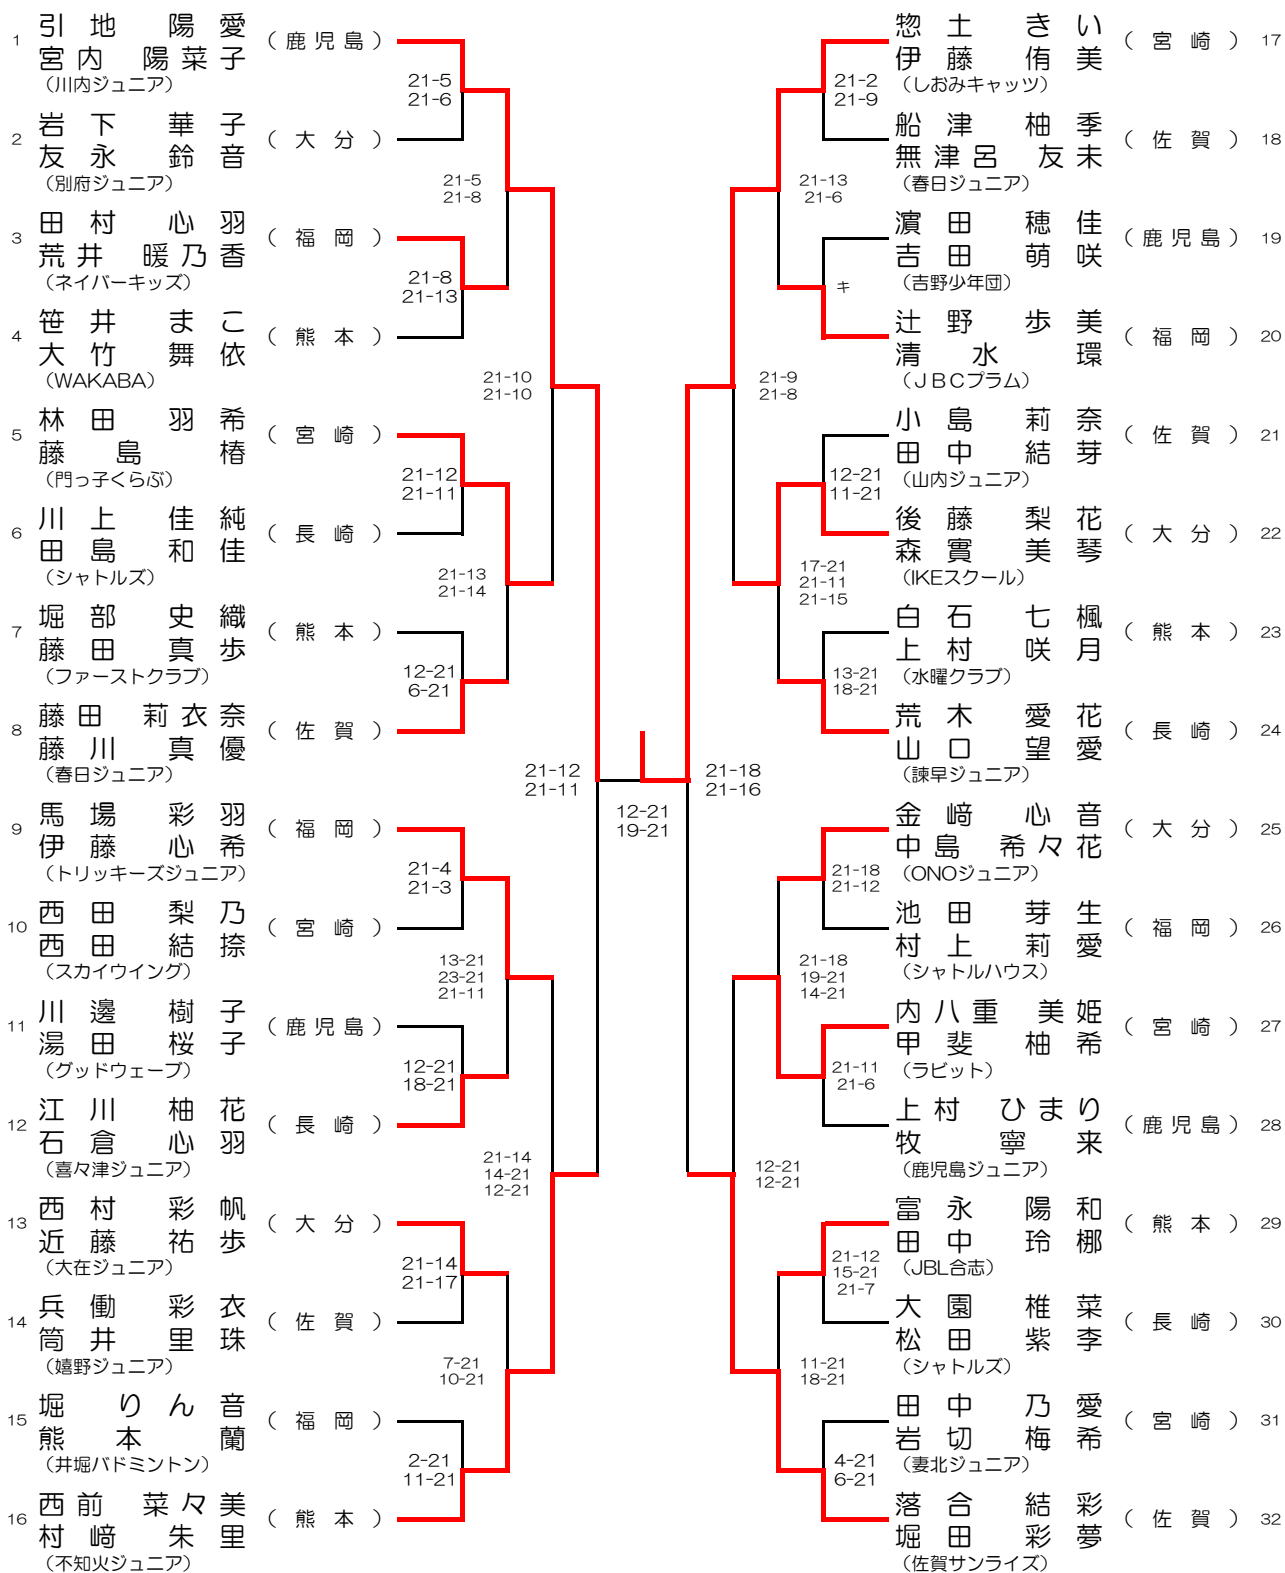 1 引地 陽愛
宮内 陽菜子
(鹿児島)
(川内ジュニア)
21-5
21-6
2 岩下 華子
友永 鈴音
(大分)
(別府ジュニア)
21-5
21-8
3 田村 心羽
荒井 暖乃香
(福岡)
(ネイバーキッズ)
21-8
21-13
4 笹井 まこ
大竹 舞依
(熊本)
(WAKABA)
21-10
21-10
5 林田 羽希
藤島 椿
(宮崎)
(門っ子くらぶ)
21-12
21-11
6 川上 佳純
田島 和佳
(長崎)
(シャトルズ)
21-13
21-14
7 堀部 史織
藤田 真歩
(熊本)
(ファーストクラブ)
12-21
6-21
8 藤田 莉衣奈
藤川 真優
(佐賀)
(春日ジュニア)
21-12
21-11
9 馬場 彩羽
伊藤 心希
(福岡)
(トリッキーズジュニア)
21-4
21-3
10 西田 梨乃
西田 結捺
(宮崎)
(スカイウイング)
13-21
23-21
21-11
11 川邊 樹子
湯田 桜子
(鹿児島)
(グッドウェーブ)
12-21
18-21
12 江川 柚花
石倉 心羽
(長崎)
(喜々津ジュニア)
21-14
14-21
12-21
13 西村 彩帆
近藤 祐歩
(大分)
(大在ジュニア)
21-14
21-17
14 兵働 彩衣
筒井 里珠
(佐賀)
(嬉野ジュニア)
7-21
10-21
15 堀 りん音
熊本 蘭
(福岡)
(井堀バドミントン)
2-21
11-21
16 西前 菜々美
村﨑 朱里
(熊本)
(不知火ジュニア)
12-21
19-21
惣土 きい
伊藤 侑美
(宮崎) 17
(しおみキャッツ)
21-2
21-9
船津 柚季
無津呂 友未
(佐賀) 18
(春日ジュニア)
21-13
21-6
濵田 穂佳
吉田 萌咲
(鹿児島) 19
(吉野少年団)
キ
辻野 歩美
清水 環
(福岡) 20
(JBCプラム)
21-9
21-8
小島 莉奈
田中 結芽
(佐賀) 21
(山内ジュニア)
12-21
11-21
後藤 梨花
森實 美琴
(大分) 22
(IKEスクール)
17-21
21-11
21-15
白石 七楓
上村 咲月
(熊本) 23
(水曜クラブ)
13-21
18-21
荒木 愛花
山口 望愛
(長崎) 24
(諫早ジュニア)
21-18
21-16
金﨑 心音
中島 希々花
(大分) 25
(ONOジュニア)
21-18
21-12
池田 芽生
村上 莉愛
(福岡) 26
(シャトルハウス)
21-18
19-21
14-21
内八重 美姫
甲斐 柚希
(宮崎) 27
(ラビット)
21-11
21-6
上村 ひまり
牧 寧来
(鹿児島) 28
(鹿児島ジュニア)
12-21
12-21
富永 陽和
田中 玲梛
(熊本) 29
(JBL合志)
21-12
15-21
21-7
大園 椎菜
松田 紫李
(長崎) 30
(シャトルズ)
11-21
18-21
田中 乃愛
岩切 梅希
(宮崎) 31
(妻北ジュニア)
4-21
6-21
落合 結彩
堀田 彩夢
(佐賀) 32
(佐賀サンライズ)